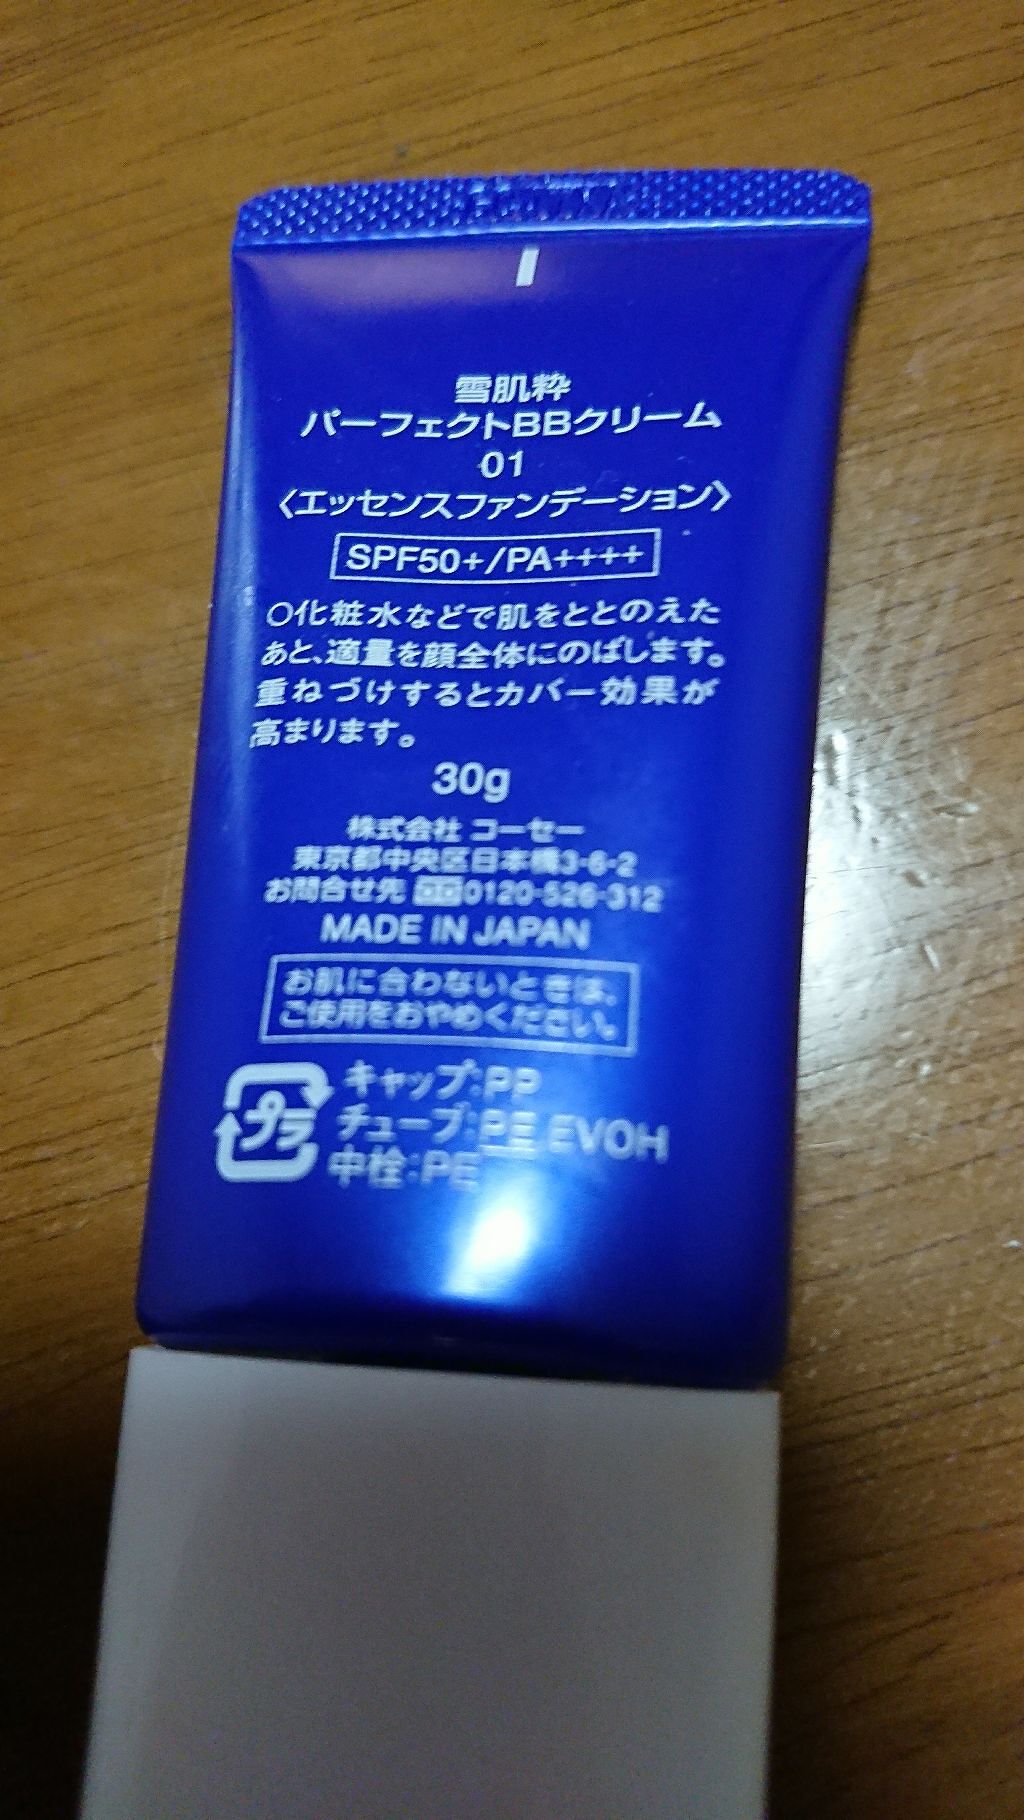 雪肌粋
パーフェクトBBクリーム
01
〈エッセンスファンデーション〉
SPF50+/PA++++
○化粧水などで肌をととのえた
あと、適量を顔全体にのばします。
重ねづけするとカバー効果が
高まります。
30g
株式会社 コーセー
東京都中央区日本橋3-6-2
お問合せ先 0120-526-312
MADE IN JAPAN
お肌に合わないときは、
ご使用をおやめください。
プラ
キャップ:PP
チューブ:PE, EVOH
中栓:PE